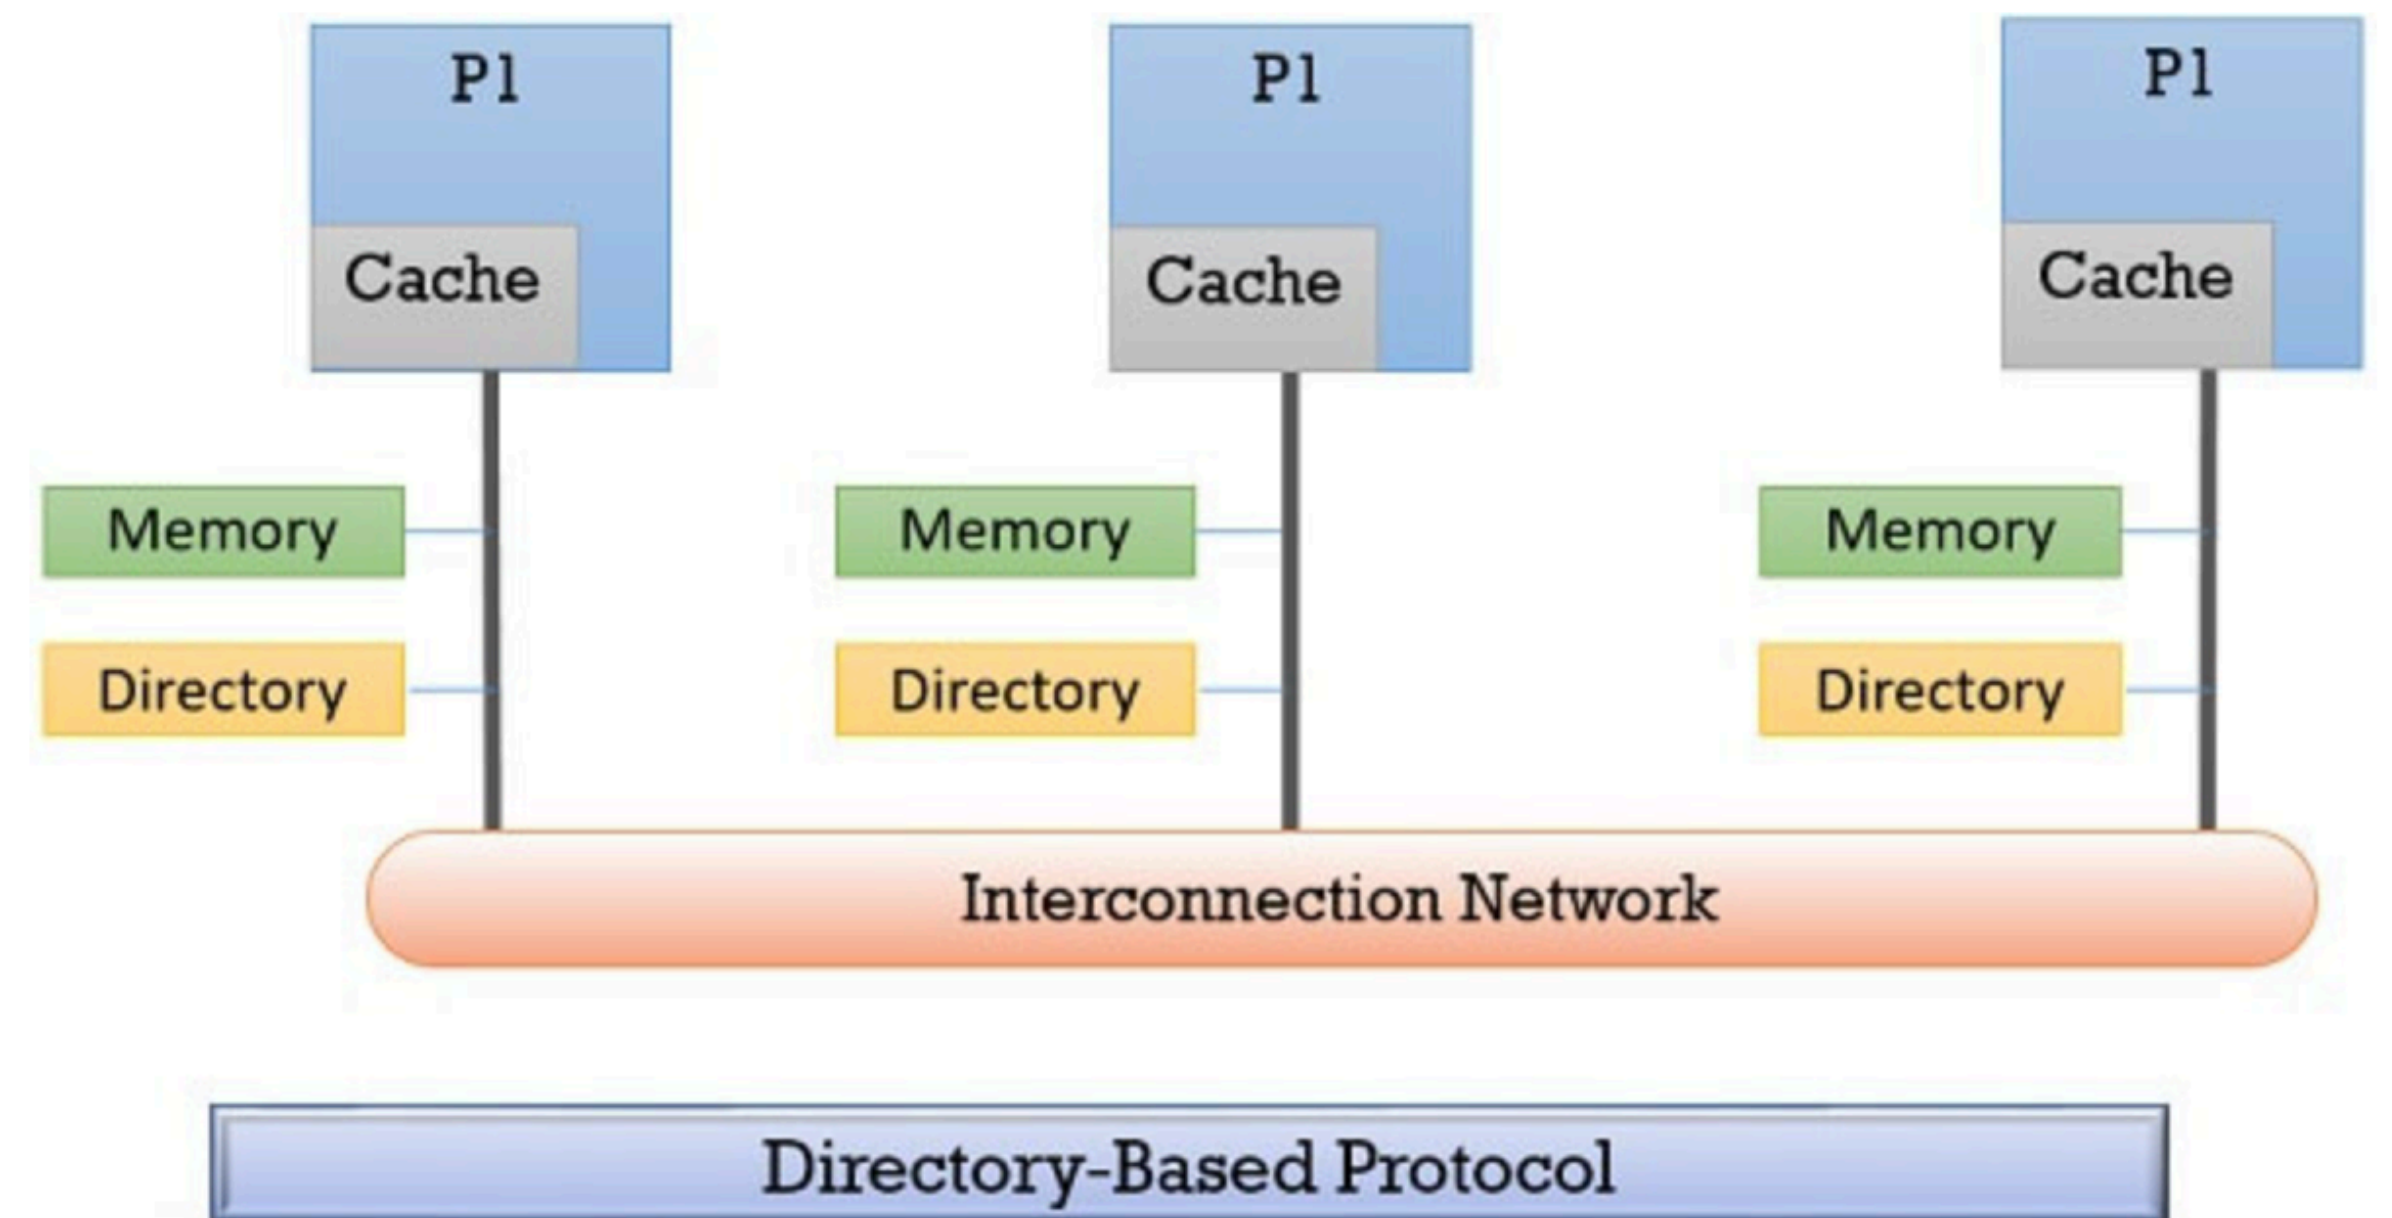 P1
P1
P1
Cache
Cache
Cache
Memory
Memory
Memory
Directory
Directory
Directory
Interconnection Network
Directory-Based Protocol